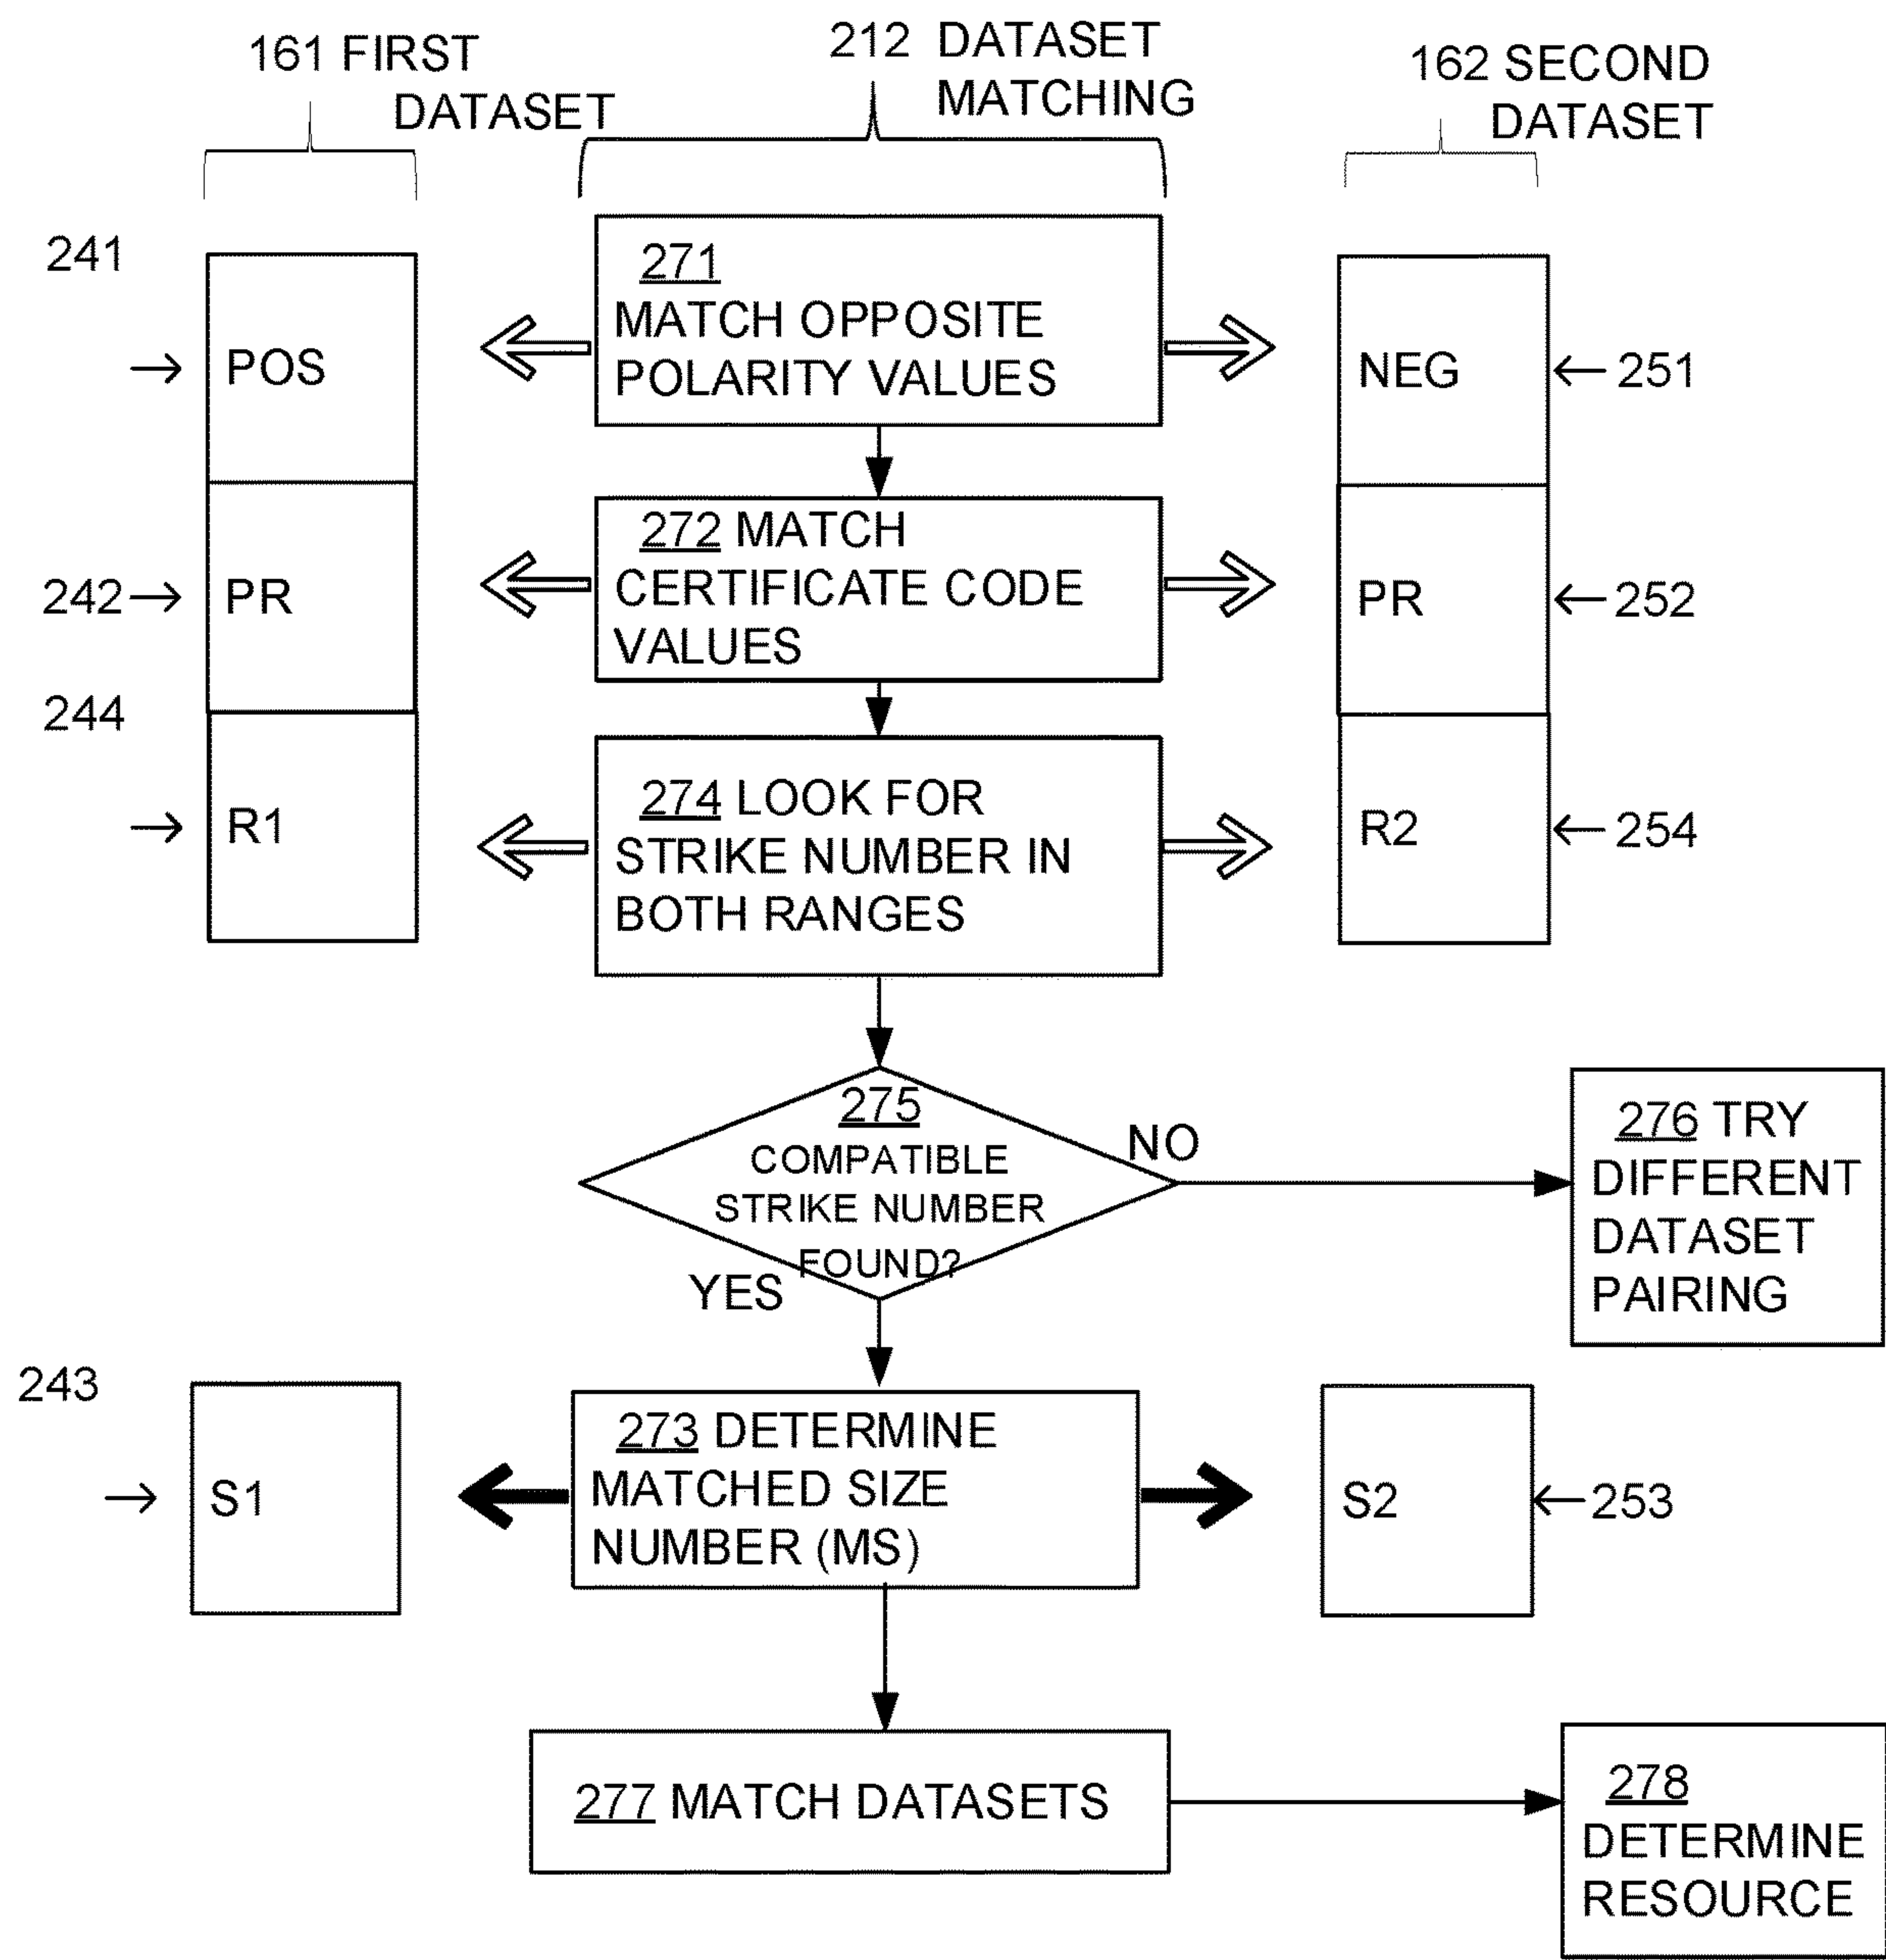 161 FIRST
DATASET
212 DATASET
MATCHING
162 SECOND
DATASET
241
POS
271
MATCH OPPOSITE
POLARITY VALUES
NEG
251
242
PR
272 MATCH
CERTIFICATE CODE
VALUES
PR
252
244
R1
274 LOOK FOR
STRIKE NUMBER IN
BOTH RANGES
R2
254
275
COMPATIBLE
STRIKE NUMBER
FOUND?
NO
YES
276 TRY
DIFFERENT
DATASET
PAIRING
243
S1
273 DETERMINE
MATCHED SIZE
NUMBER (MS)
S2
253
277 MATCH DATASETS
278
DETERMINE
RESOURCE